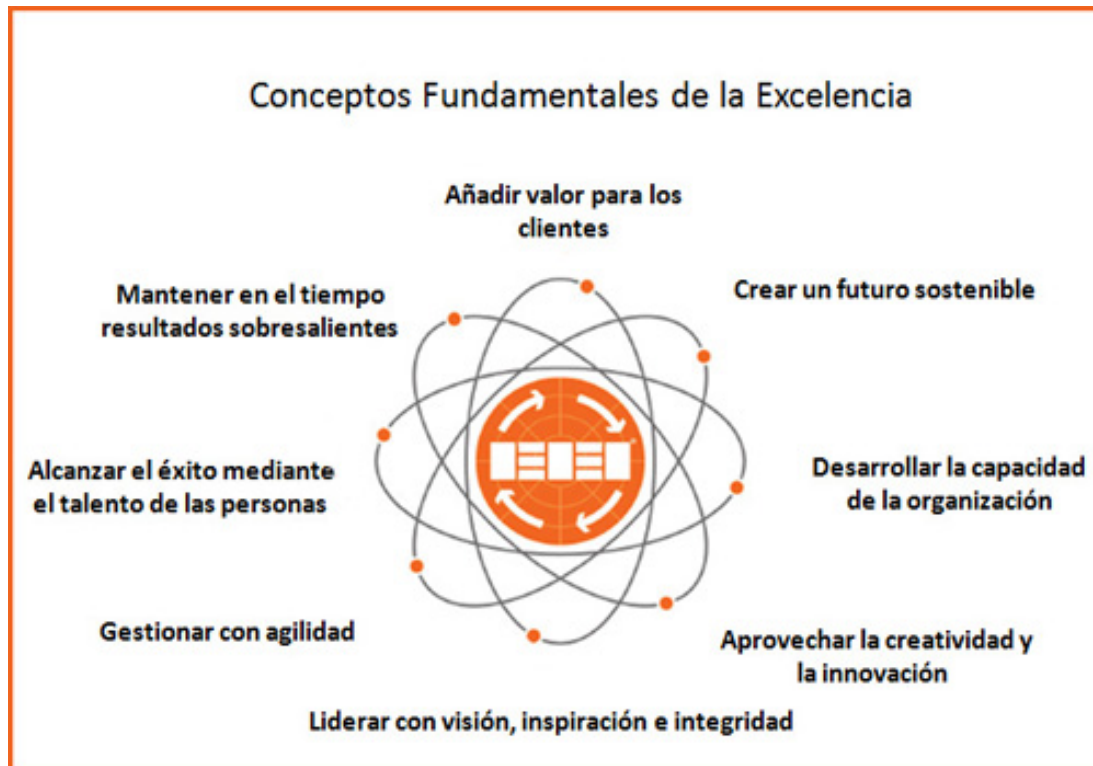 Conceptos Fundamentales de la Excelencia
Añadir valor para los
clientes
Mantener en el tiempo
resultados sobresalientes
Crear un futuro sostenible
Alcanzar el éxito mediante
el talento de las personas
Desarrollar la capacidad
de la organización
Gestionar con agilidad
Aprovechar la creatividad y
la innovación
Liderar con visión, inspiración e integridad